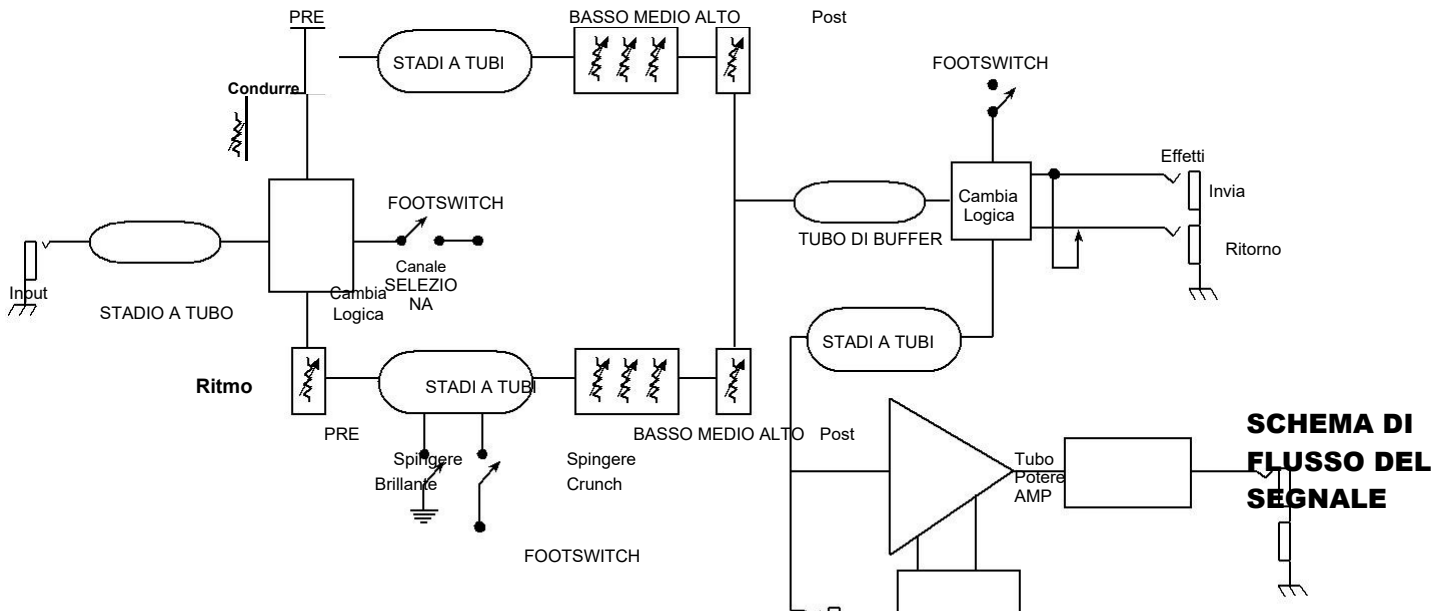 PRE
BASSO MEDIO ALTO
Post
STADI A TUBI
FOOTSWITCH
Condurre
Effetti
Invia
Cambia
Logica
FOOTSWITCH
TUBO DI BUFFER
Ritorno
Canale
SELEZIO
NA
Input
Cambia
Logica
STADIO A TUBO
STADI A TUBI
Ritmo
STADI A TUBI
PRE
BASSO MEDIO ALTO
Post
Spingere
Brillante
Spingere
Crunch
Tubo
Potere
AMP
SCHEMA DI
FLUSSO DEL
SEGNALE
FOOTSWITCH